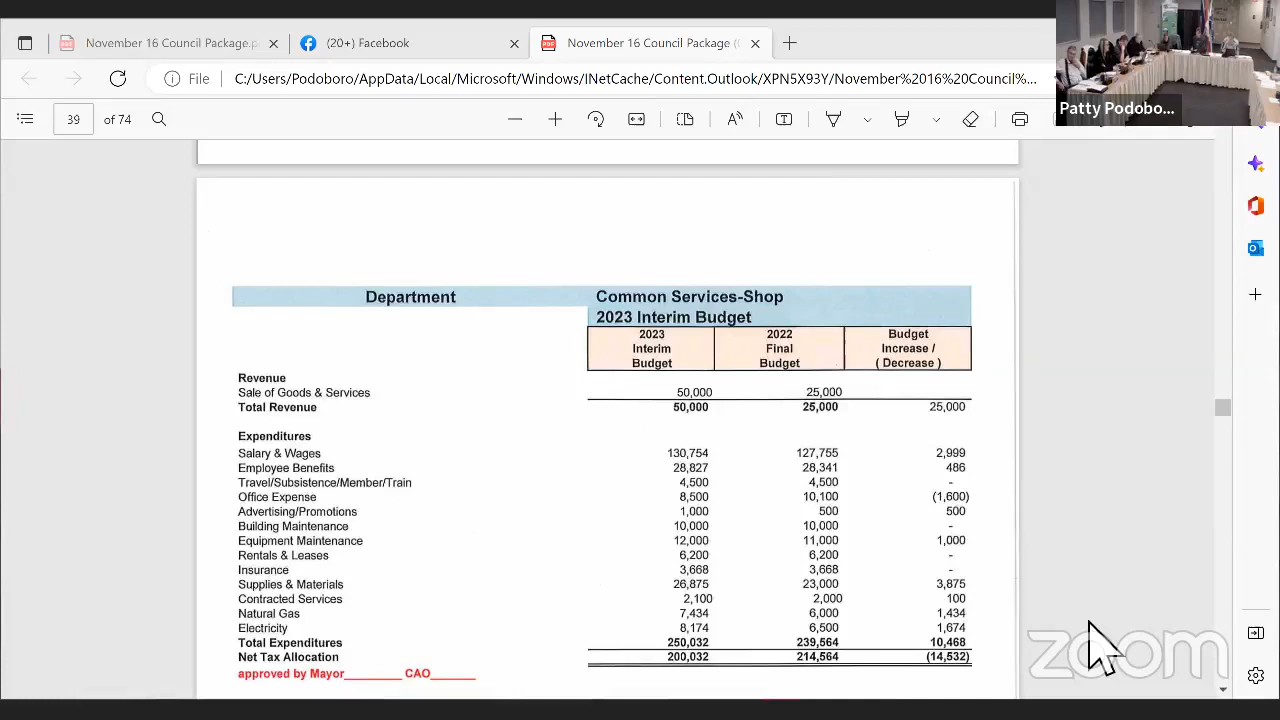 November 16 Council Package.p
(20+) Facebook
November 16 Council Package (
File C:/Users/Podoboro/AppData/Local/Microsoft/Windows/INetCache/Content.Outlook/XPN5X93Y/November%2016%20Council%...
Patty Podobo...
39 of 74
Department Common Services-Shop
2023 Interim Budget
2023 2022 Budget
Interim Final Increase /
Budget Budget ( Decrease )
Revenue
Sale of Goods & Services 50,000 25,000
Total Revenue 50,000 25,000 25,000
Expenditures
Salary & Wages 130,754 127,755 2,999
Employee Benefits 28,827 28,341 486
Travel/Subsistence/Member/Train 4,500 4,500 -
Office Expense 8,500 10,100 (1,600)
Advertising/Promotions 1,000 500 500
Building Maintenance 10,000 10,000 -
Equipment Maintenance 12,000 11,000 1,000
Rentals & Leases 6,200 6,200 -
Insurance 3,668 3,668 -
Supplies & Materials 26,875 23,000 3,875
Contracted Services 2,100 2,000 100
Natural Gas 7,434 6,000 1,434
Electricity 8,174 6,500 1,674
Total Expenditures 250,032 239,564 10,468
Net Tax Allocation 200,032 214,564 (14,532)
approved by Mayor_________ CAO_______
zoom